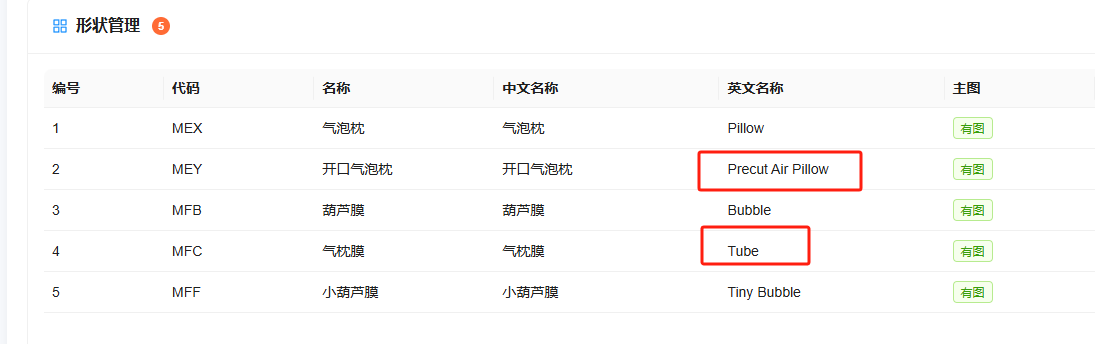 形状管理 5
编号 代码 名称 中文名称 英文名称 主图
1 MEX 气泡枕 气泡枕 Pillow 有图
2 MEY 开口气泡枕 开口气泡枕 Precut Air Pillow 有图
3 MFB 葫芦膜 葫芦膜 Bubble 有图
4 MFC 气枕膜 气枕膜 Tube 有图
5 MFF 小葫芦膜 小葫芦膜 Tiny Bubble 有图